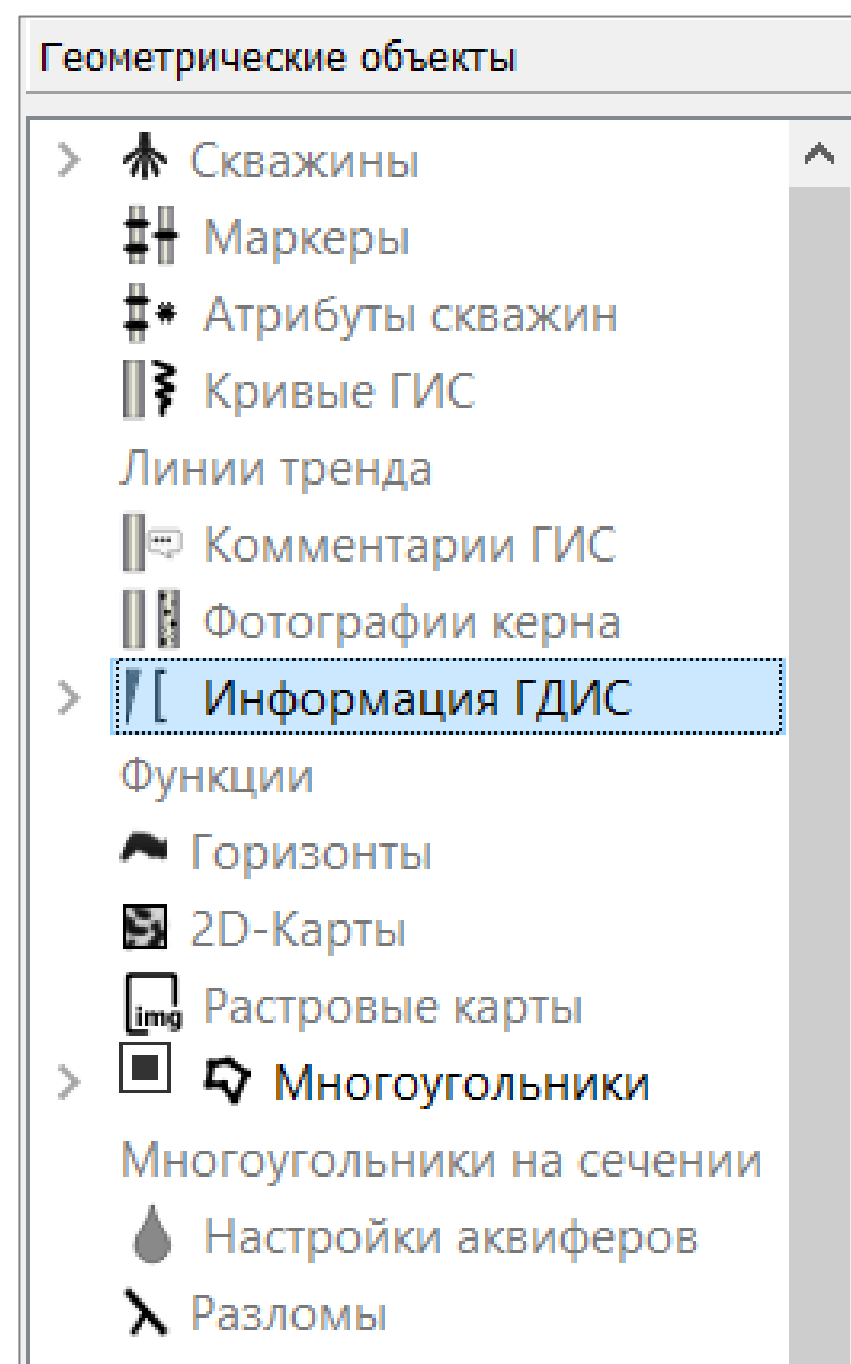 Геометрические объекты
Скважины
Маркеры
Атрибуты скважин
Кривые ГИС
Линии тренда
Комментарии ГИС
Фотографии керна
Информация ГДИС
Функции
Горизонты
2D-Карты
img Растровые карты
Многоугольники
Многоугольники на сечении
Настройки аквиферов
Разломы